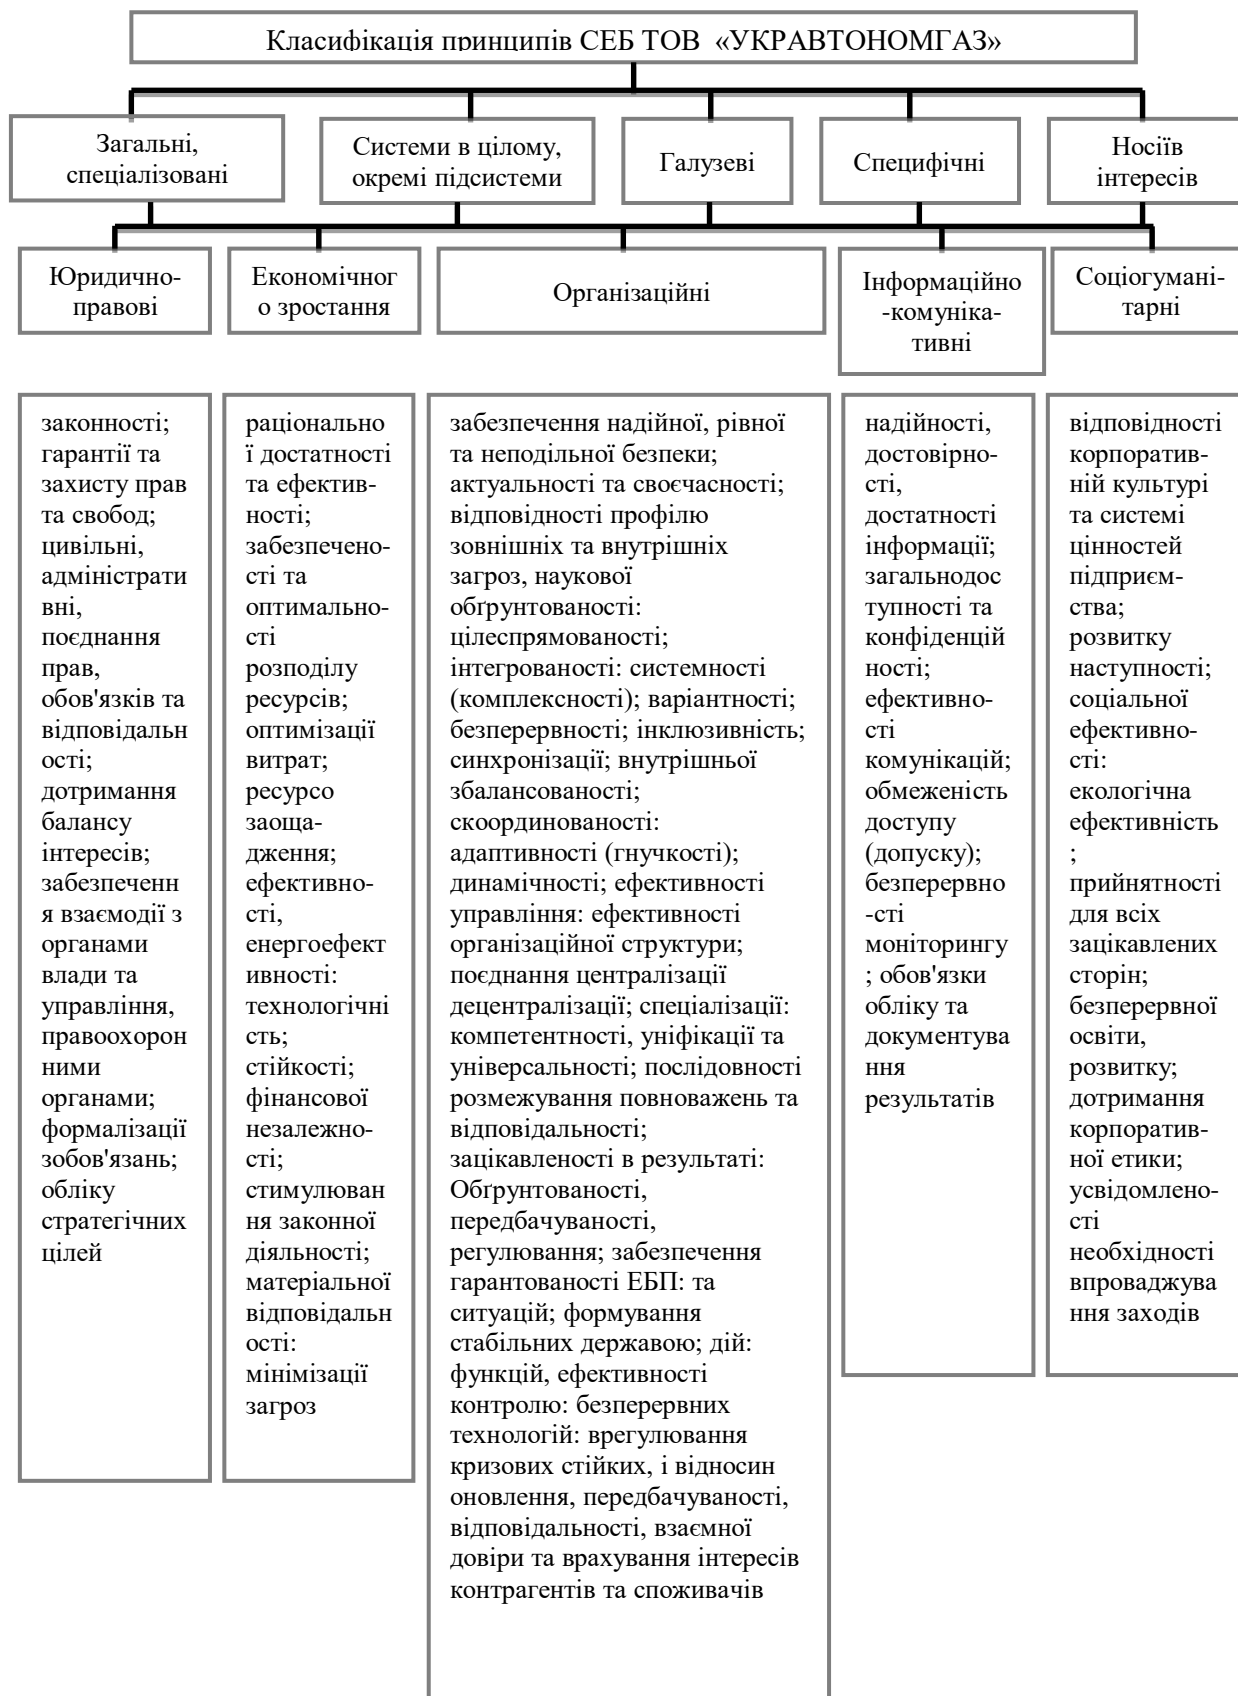 Класифікація принципів СЕБ ТОВ «УКРАВТОНОМГАЗ»
Загальні,
спеціалізовані
Системи в цілому,
окремі підсистеми
Галузеві
Специфічні
Носіїв
інтересів
Юридично-
правові
Економічног
о зростання
Організаційні
Інформаційно
-комуніка-
тивні
Соціогумані-
тарні
законності;
гарантії та
захисту прав
та свобод;
цивільні,
адміністрати
вні,
поєднання
прав,
обов'язків та
відповідальн
ості;
дотримання
балансу
інтересів;
забезпеченн
я взаємодії з
органами
влади та
управління,
правоохорон
ними
органами;
формалізації
зобов'язань;
обліку
стратегічних
цілей
раціонально
ї достатності
та ефектив-
ності;
забезпечено-
сті та
оптимально-
сті
розподілу
ресурсів;
оптимізації
витрат;
ресурсо
заоща-
дження;
ефективно-
сті,
енергоефект
ивності:
технологічні
сть;
стійкості;
фінансової
незалежно-
сті;
стимулюван
ня законної
діяльності;
матеріальної
відповідальн
ості:
мінімізації
загроз
забезпечення надійної, рівної
та неподільної безпеки;
актуальності та своєчасності;
відповідності профілю
зовнішніх та внутрішніх
загроз, наукової
обґрунтованості:
цілеспрямованості;
інтегрованості: системності
(комплексності); варіантності;
безперервності; інклюзивність;
синхронізації; внутрішньої
збалансованості;
скоординованості:
адаптивності (гнучкості);
динамічності; ефективності
управління: ефективності
організаційної структури;
поєднання централізації
децентралізації; спеціалізації:
компетентності, уніфікації та
універсальності; послідовності
розмежування повноважень та
відповідальності;
зацікавленості в результаті:
Обґрунтованості,
передбачуваності,
регулювання; забезпечення
гарантованості ЕБП: та
ситуацій; формування
стабільних державою; дій:
функцій, ефективності
контролю: безперервних
технологій: врегулювання
кризових стійких, і відносин
оновлення, передбачуваності,
відповідальності, взаємної
довіри та врахування інтересів
контрагентів та споживачів
надійності,
достовірно-
сті,
достатності
інформації;
загальнодос
тупності та
конфіденцій
ності;
ефективно-
сті
комунікацій;
обмеженість
доступу
(допуску);
безперервно
-сті
моніторингу
; обов'язки
обліку та
документува
ння
результатів
відповідності
корпоратив-
ній культурі
та системі
цінностей
підприєм-
ства;
розвитку
наступності;
соціальної
ефективно-
сті:
екологічна
ефективність
;
прийнятності
для всіх
зацікавлених
сторін;
безперервної
освіти,
розвитку;
дотримання
корпоратив-
ної етики;
усвідомлено-
сті
необхідності
впроваджува
ння заходів